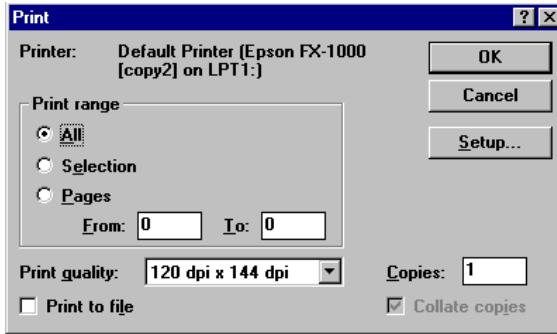 Print
Printer: Default Printer (Epson FX-1000
[copy2] on LPT1:)
OK
Cancel
Setup...
Print range
All
Selection
Pages
From: 0 To: 0
Print quality: 120 dpi x 144 dpi
Copies: 1
Print to file
Collate copies